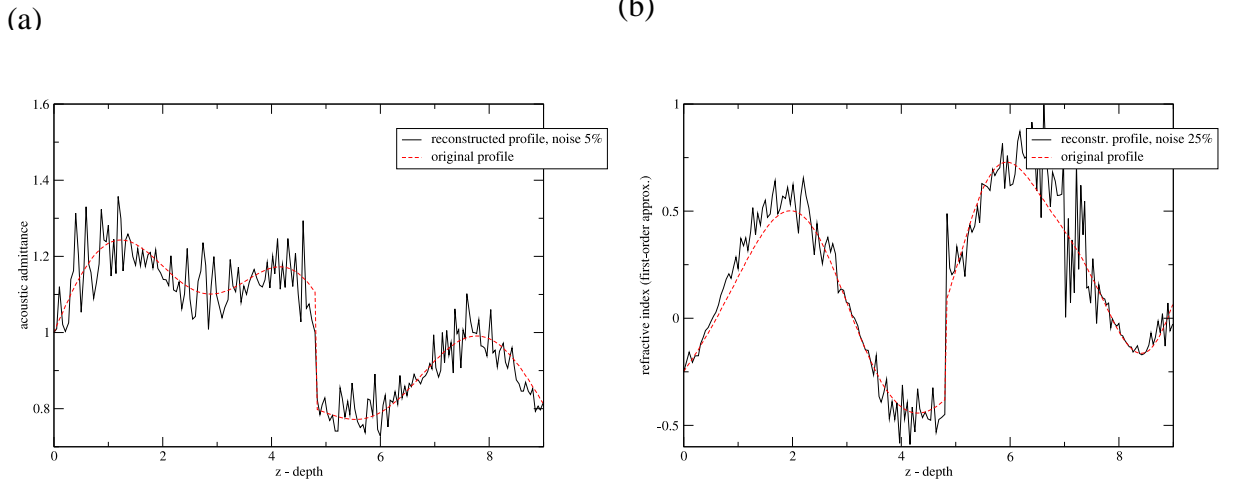 (a)
1.6
1.4
1.2
1
0.8
acoustic admittance
reconstructed profile, noise 5%
original profile
0
2
4
6
8
z - depth
(b)
1
0.5
0
-0.5
refractive index (first-order approx.)
reconstr. profile, noise 25%
original profile
0
2
4
6
8
z - depth